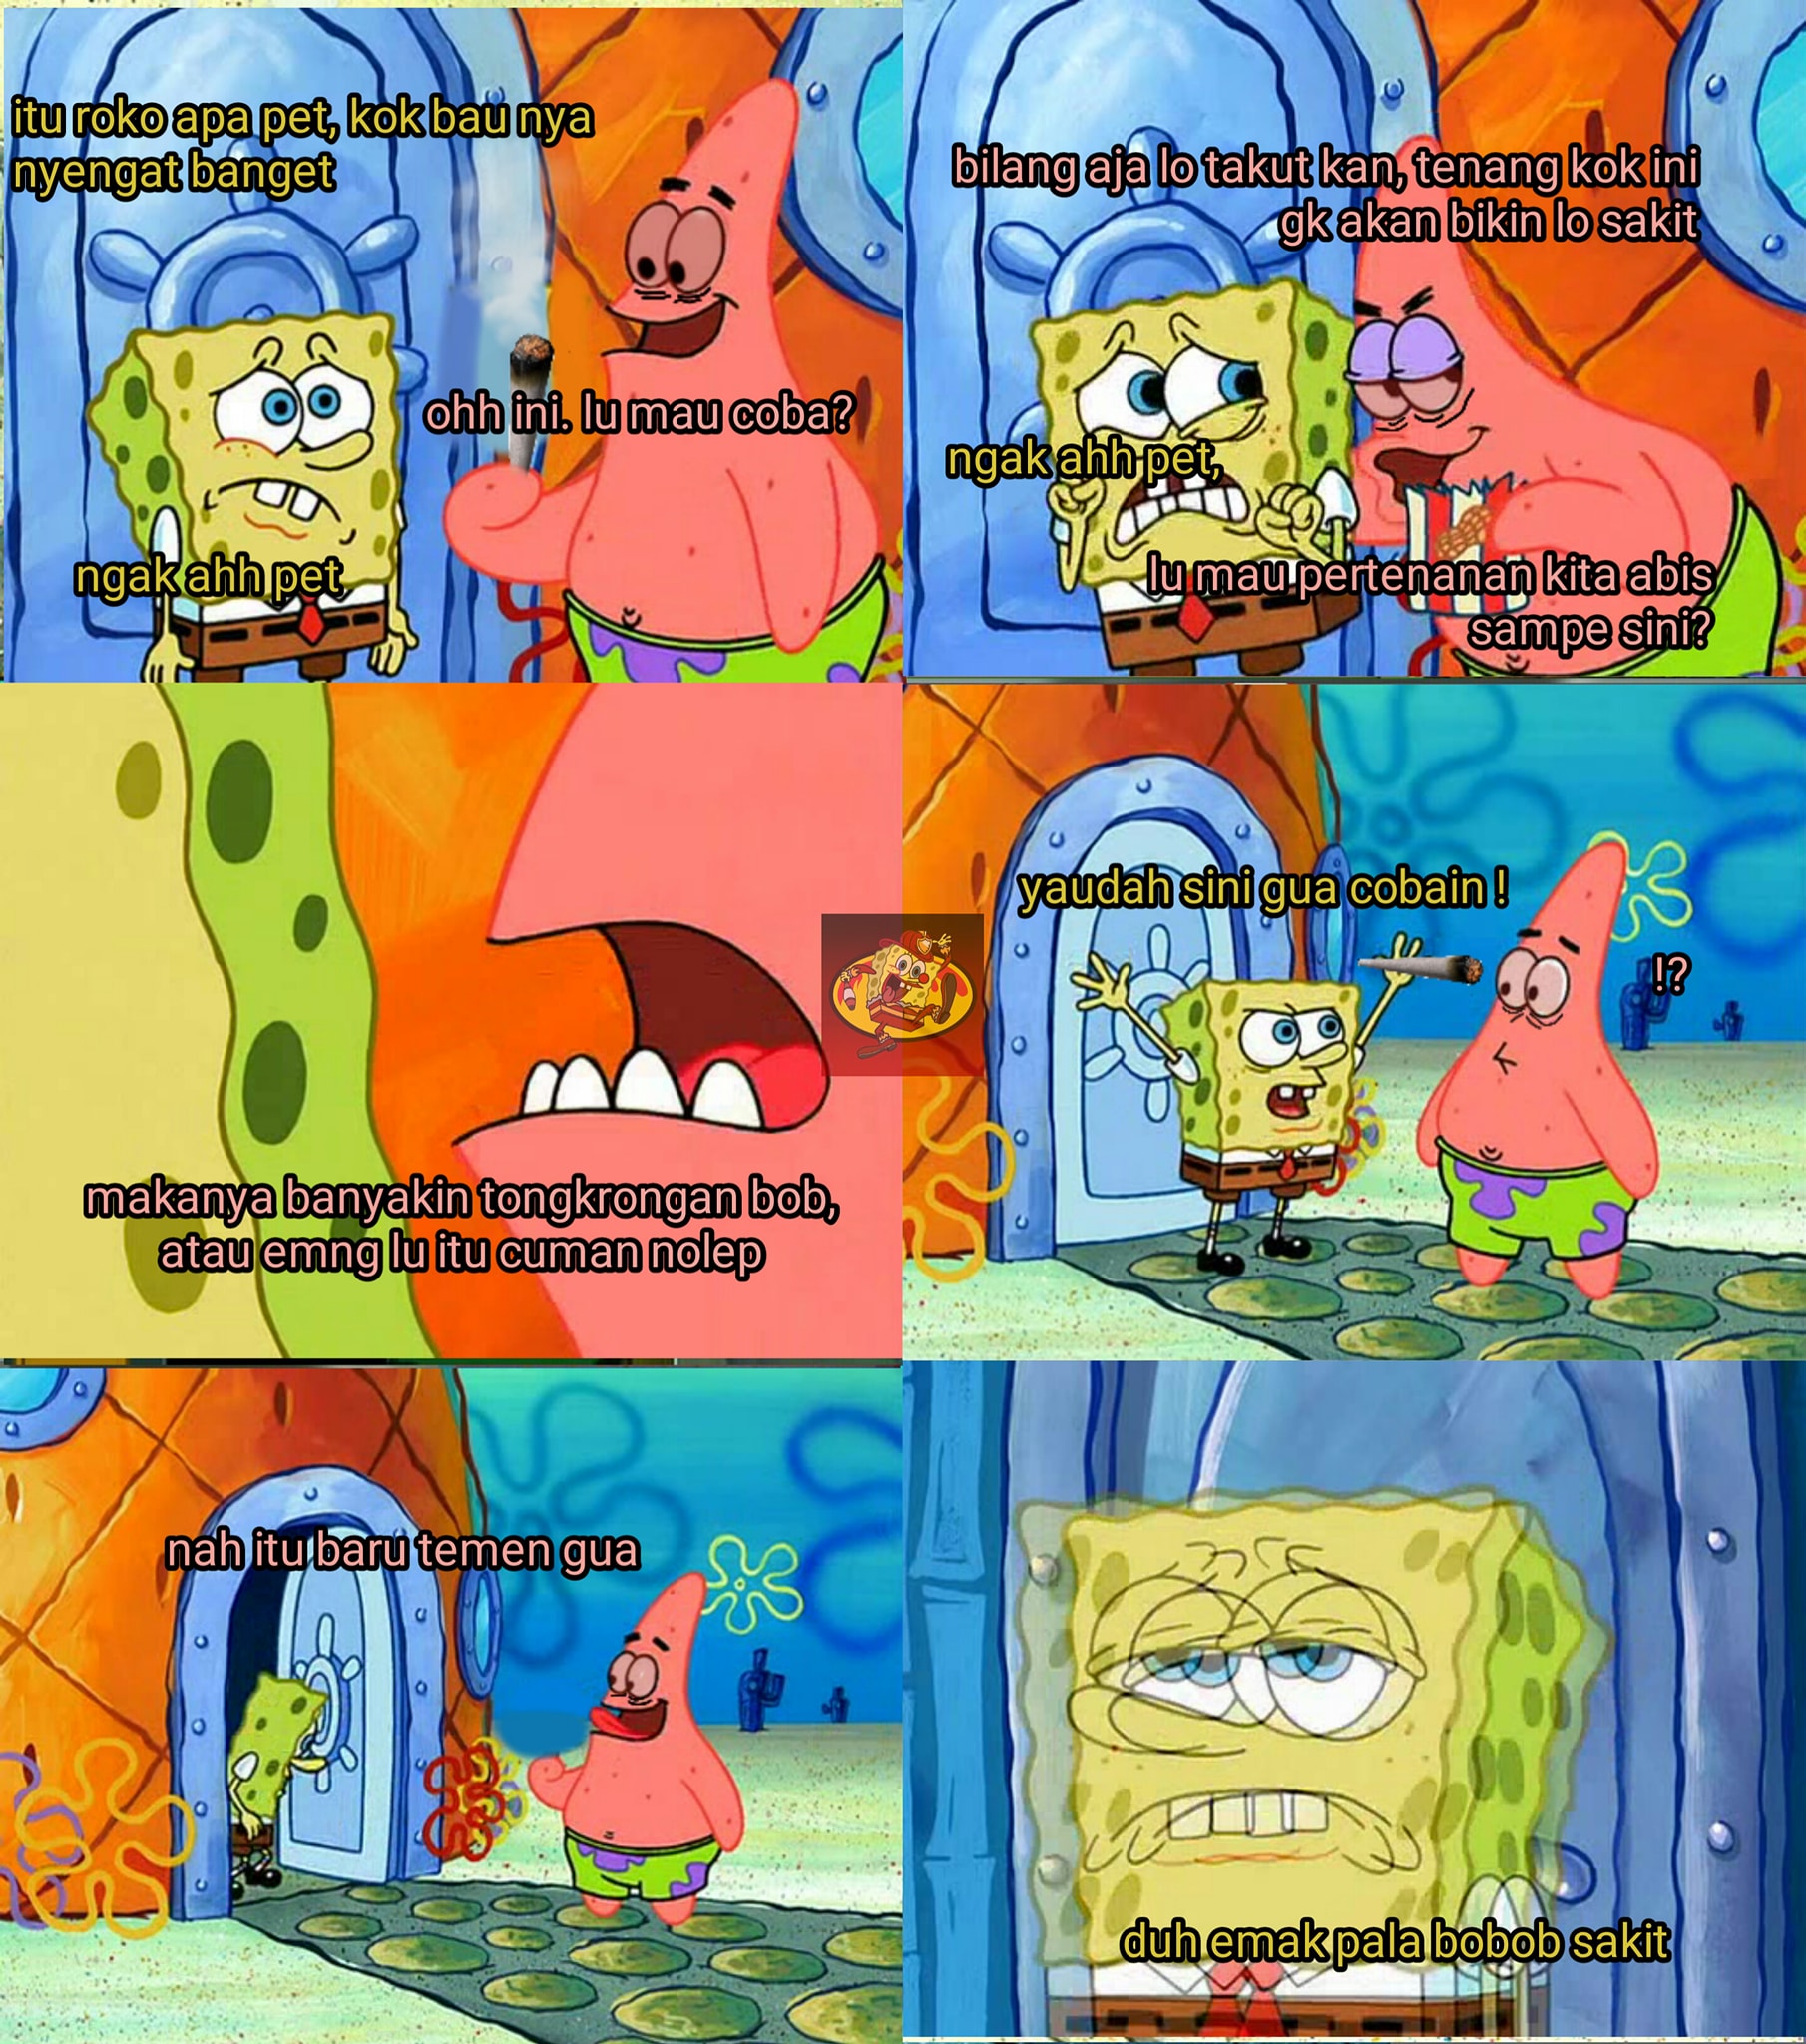 itu roko apa pet, kok bau nya
nyengat banget
ohh ini. lu mau coba?
ngak ahh pet
bilang aja lo takut kan, tenang kok ini
gk akan bikin lo sakit
ngak ahh pet,
lu mau pertenanan kita abis
sampe sini?
makanya banyakin tongkrongan bob,
atau emng lu itu cuman nolep
yaudah sini gua cobain !
!?
nah itu baru temen gua
duh emak pala bobob sakit